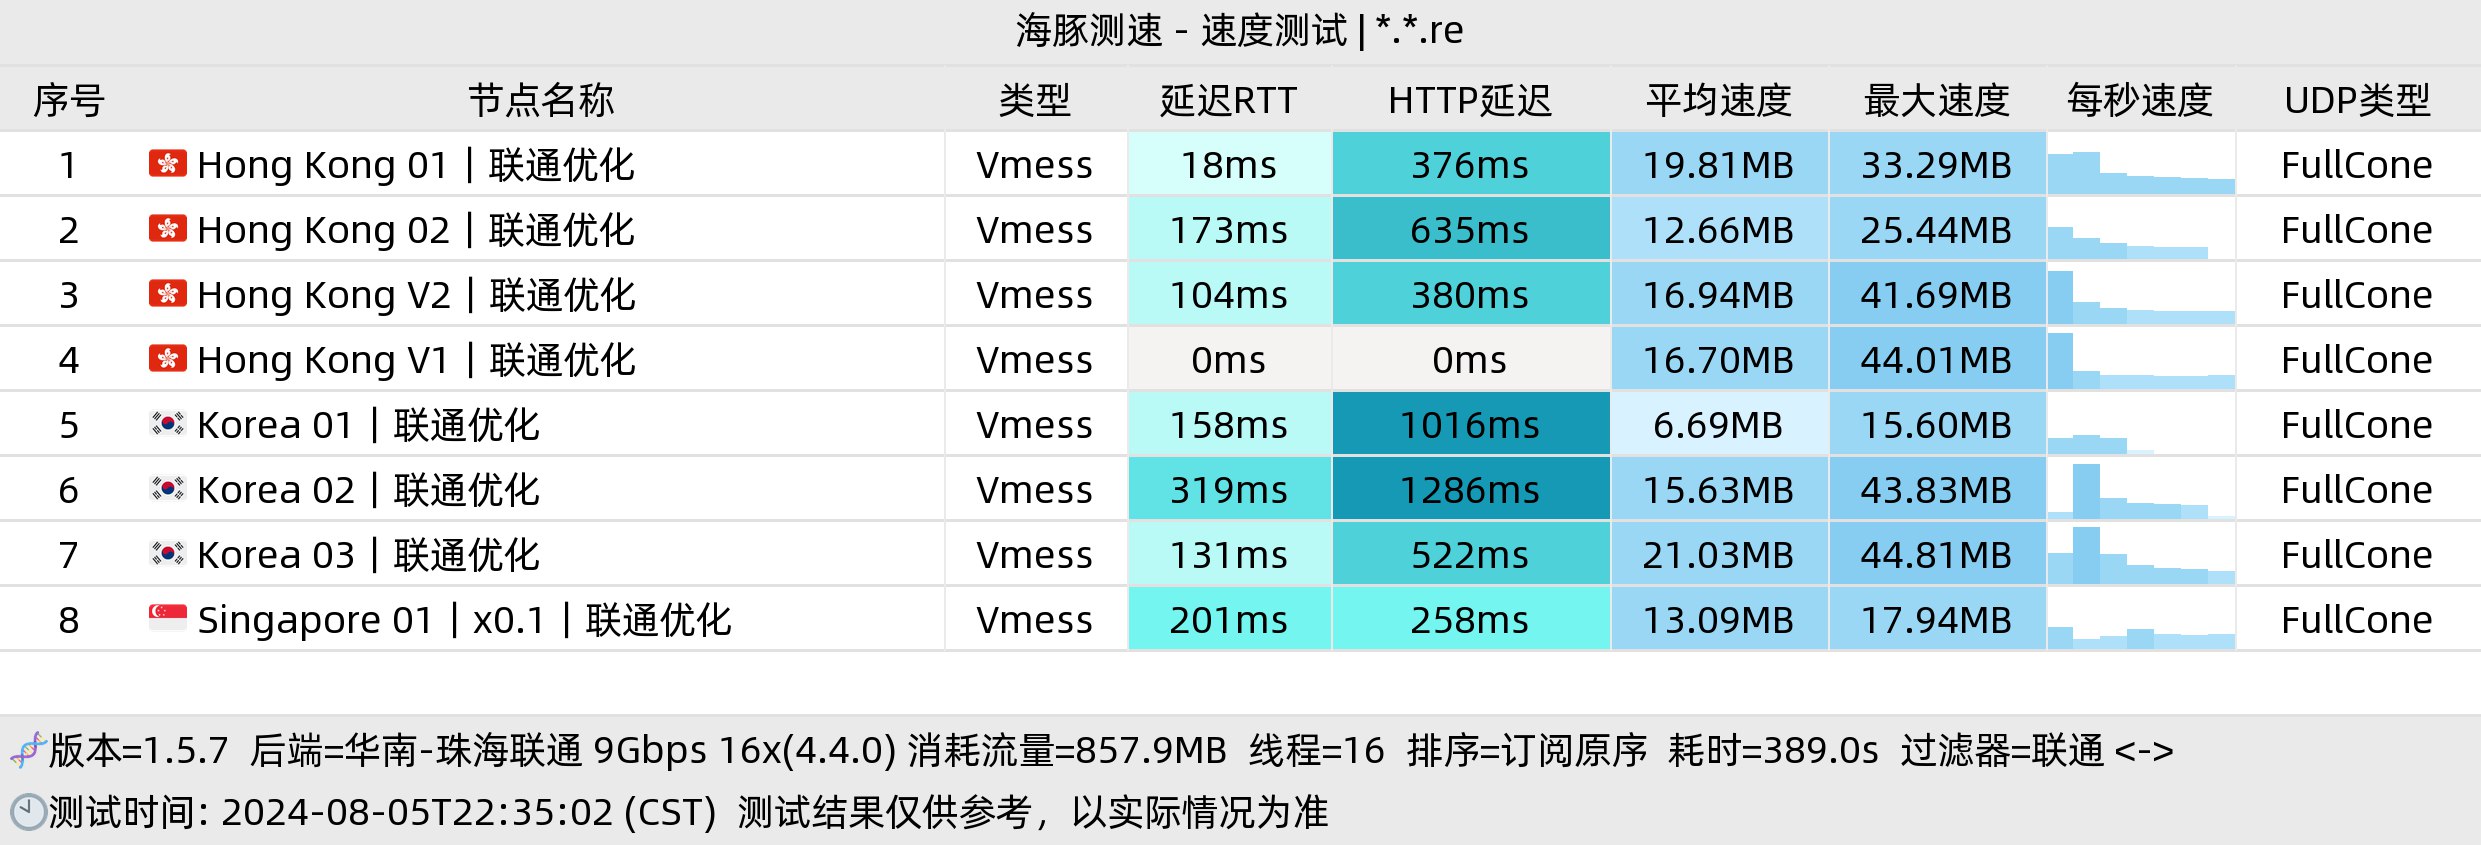 海豚测速 - 速度测试 | *.*.re
序号 节点名称 类型 延迟RTT HTTP延迟 平均速度 最大速度 每秒速度 UDP类型
1 Hong Kong 01 | 联通优化 Vmess 18ms 376ms 19.81MB 33.29MB FullCone
2 Hong Kong 02 | 联通优化 Vmess 173ms 635ms 12.66MB 25.44MB FullCone
3 Hong Kong V2 | 联通优化 Vmess 104ms 380ms 16.94MB 41.69MB FullCone
4 Hong Kong V1 | 联通优化 Vmess 0ms 0ms 16.70MB 44.01MB FullCone
5 Korea 01 | 联通优化 Vmess 158ms 1016ms 6.69MB 15.60MB FullCone
6 Korea 02 | 联通优化 Vmess 319ms 1286ms 15.63MB 43.83MB FullCone
7 Korea 03 | 联通优化 Vmess 131ms 522ms 21.03MB 44.81MB FullCone
8 Singapore 01 | x0.1 | 联通优化 Vmess 201ms 258ms 13.09MB 17.94MB FullCone
版本=1.5.7 后端=华南-珠海联通 9Gbps 16x(4.4.0) 消耗流量=857.9MB 线程=16 排序=订阅原序 耗时=389.0s 过滤器=联通 <->
测试时间: 2024-08-05T22:35:02 (CST) 测试结果仅供参考，以实际情况为准